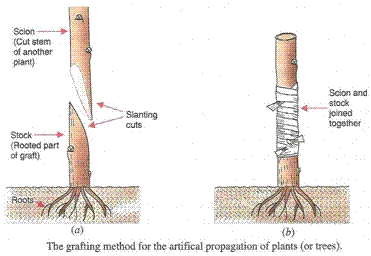 Scion
(Cut stem
of another
plant)
Slanting
cuts
Stock
(Rooted part
of graft)
Roots
(a)
Scion and
stock
joined
together
(b)
The grafting method for the artifical propagation of plants (or trees).